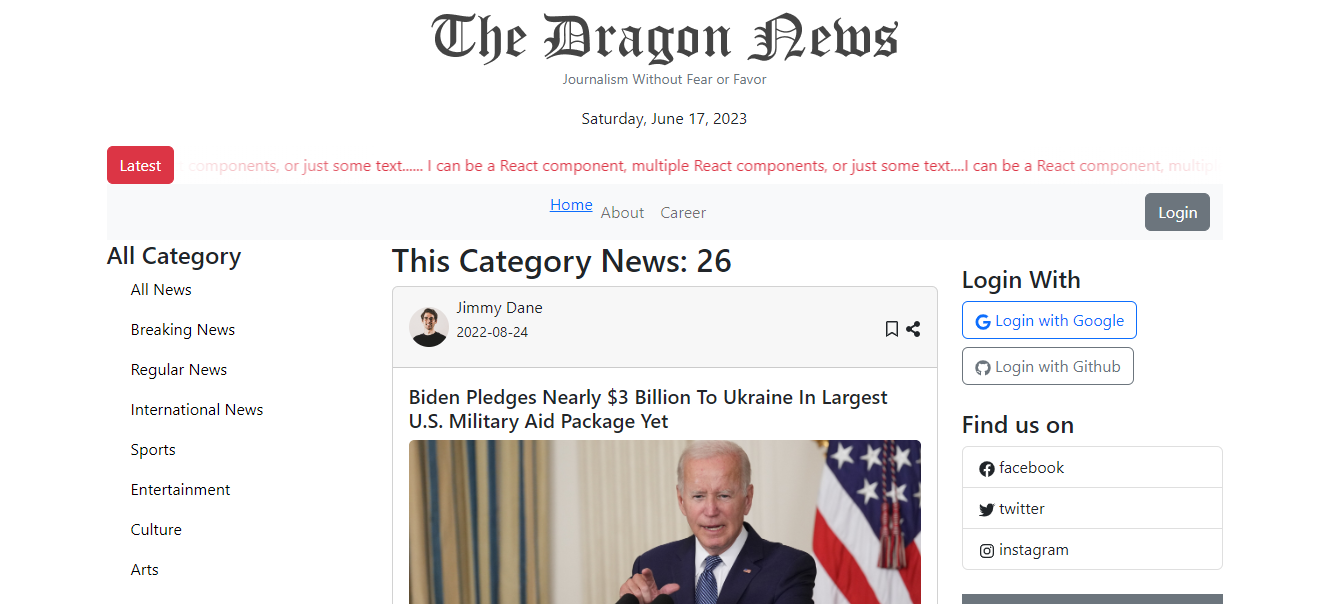 The Dragon News
Journalism Without Fear or Favor
Saturday, June 17, 2023
Latest
components, or just some text...... I can be a React component, multiple React components, or just some text....I can be a React component, multip
Home
About
Career
Login
All Category
All News
Breaking News
Regular News
International News
Sports
Entertainment
Culture
Arts
This Category News: 26
Jimmy Dane
2022-08-24
Biden Pledges Nearly $3 Billion To Ukraine In Largest
U.S. Military Aid Package Yet
Login With
Login with Google
Login with Github
Find us on
facebook
twitter
instagram